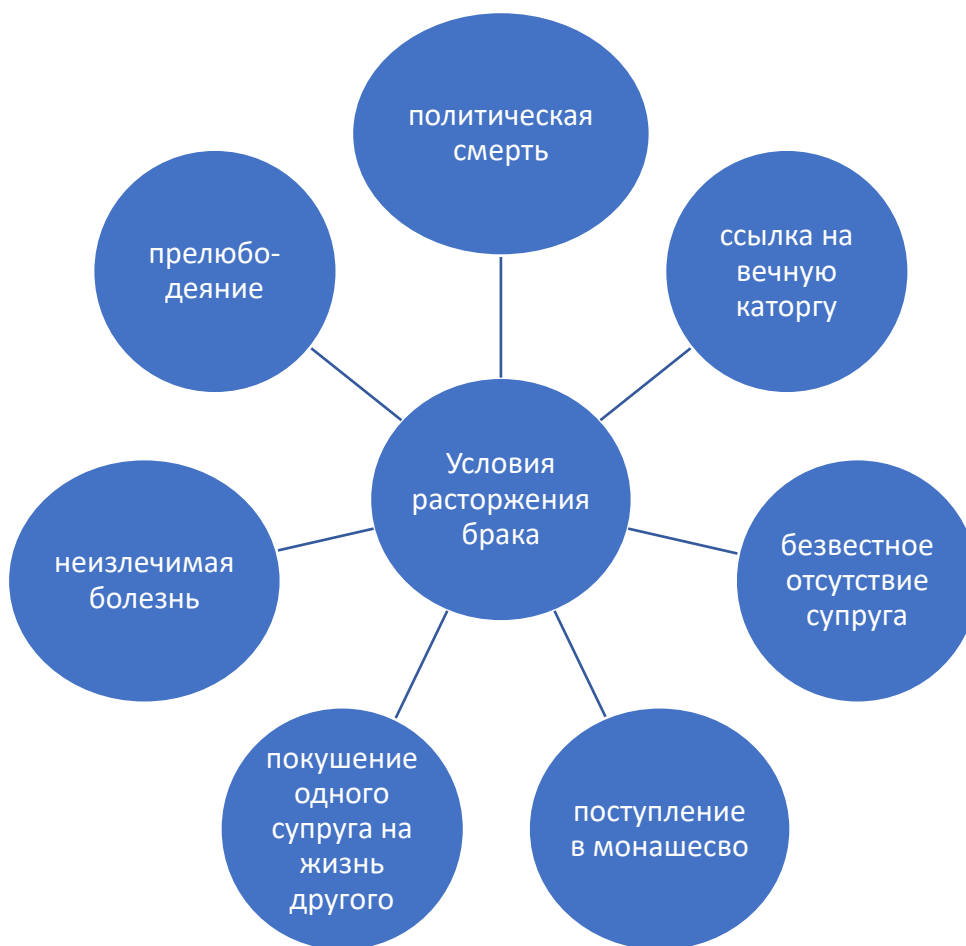 политическая
смерть
ссылка на
вечную
каторгу
безвестное
отсутствие
супруга
поступление
в монашесво
покушение
одного
супруга на
жизнь
другого
неизлечимая
болезнь
прелюбо-
деяние
Условия
расторжения
брака